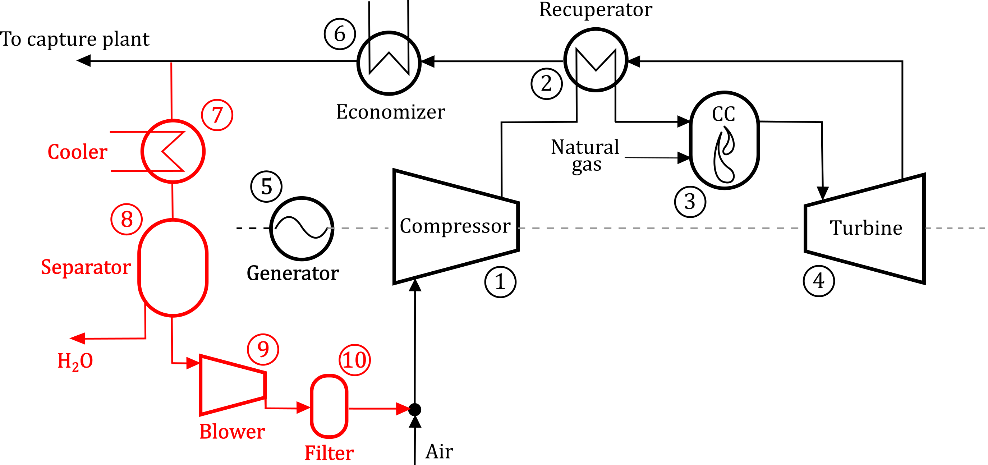 Recuperator
6
To capture plant
2
Economizer
CC
7
Cooler
Natural
gas
3
5
8
Compressor
Turbine
Separator
Generator
1
4
H₂O
9
10
Blower
Filter
Air